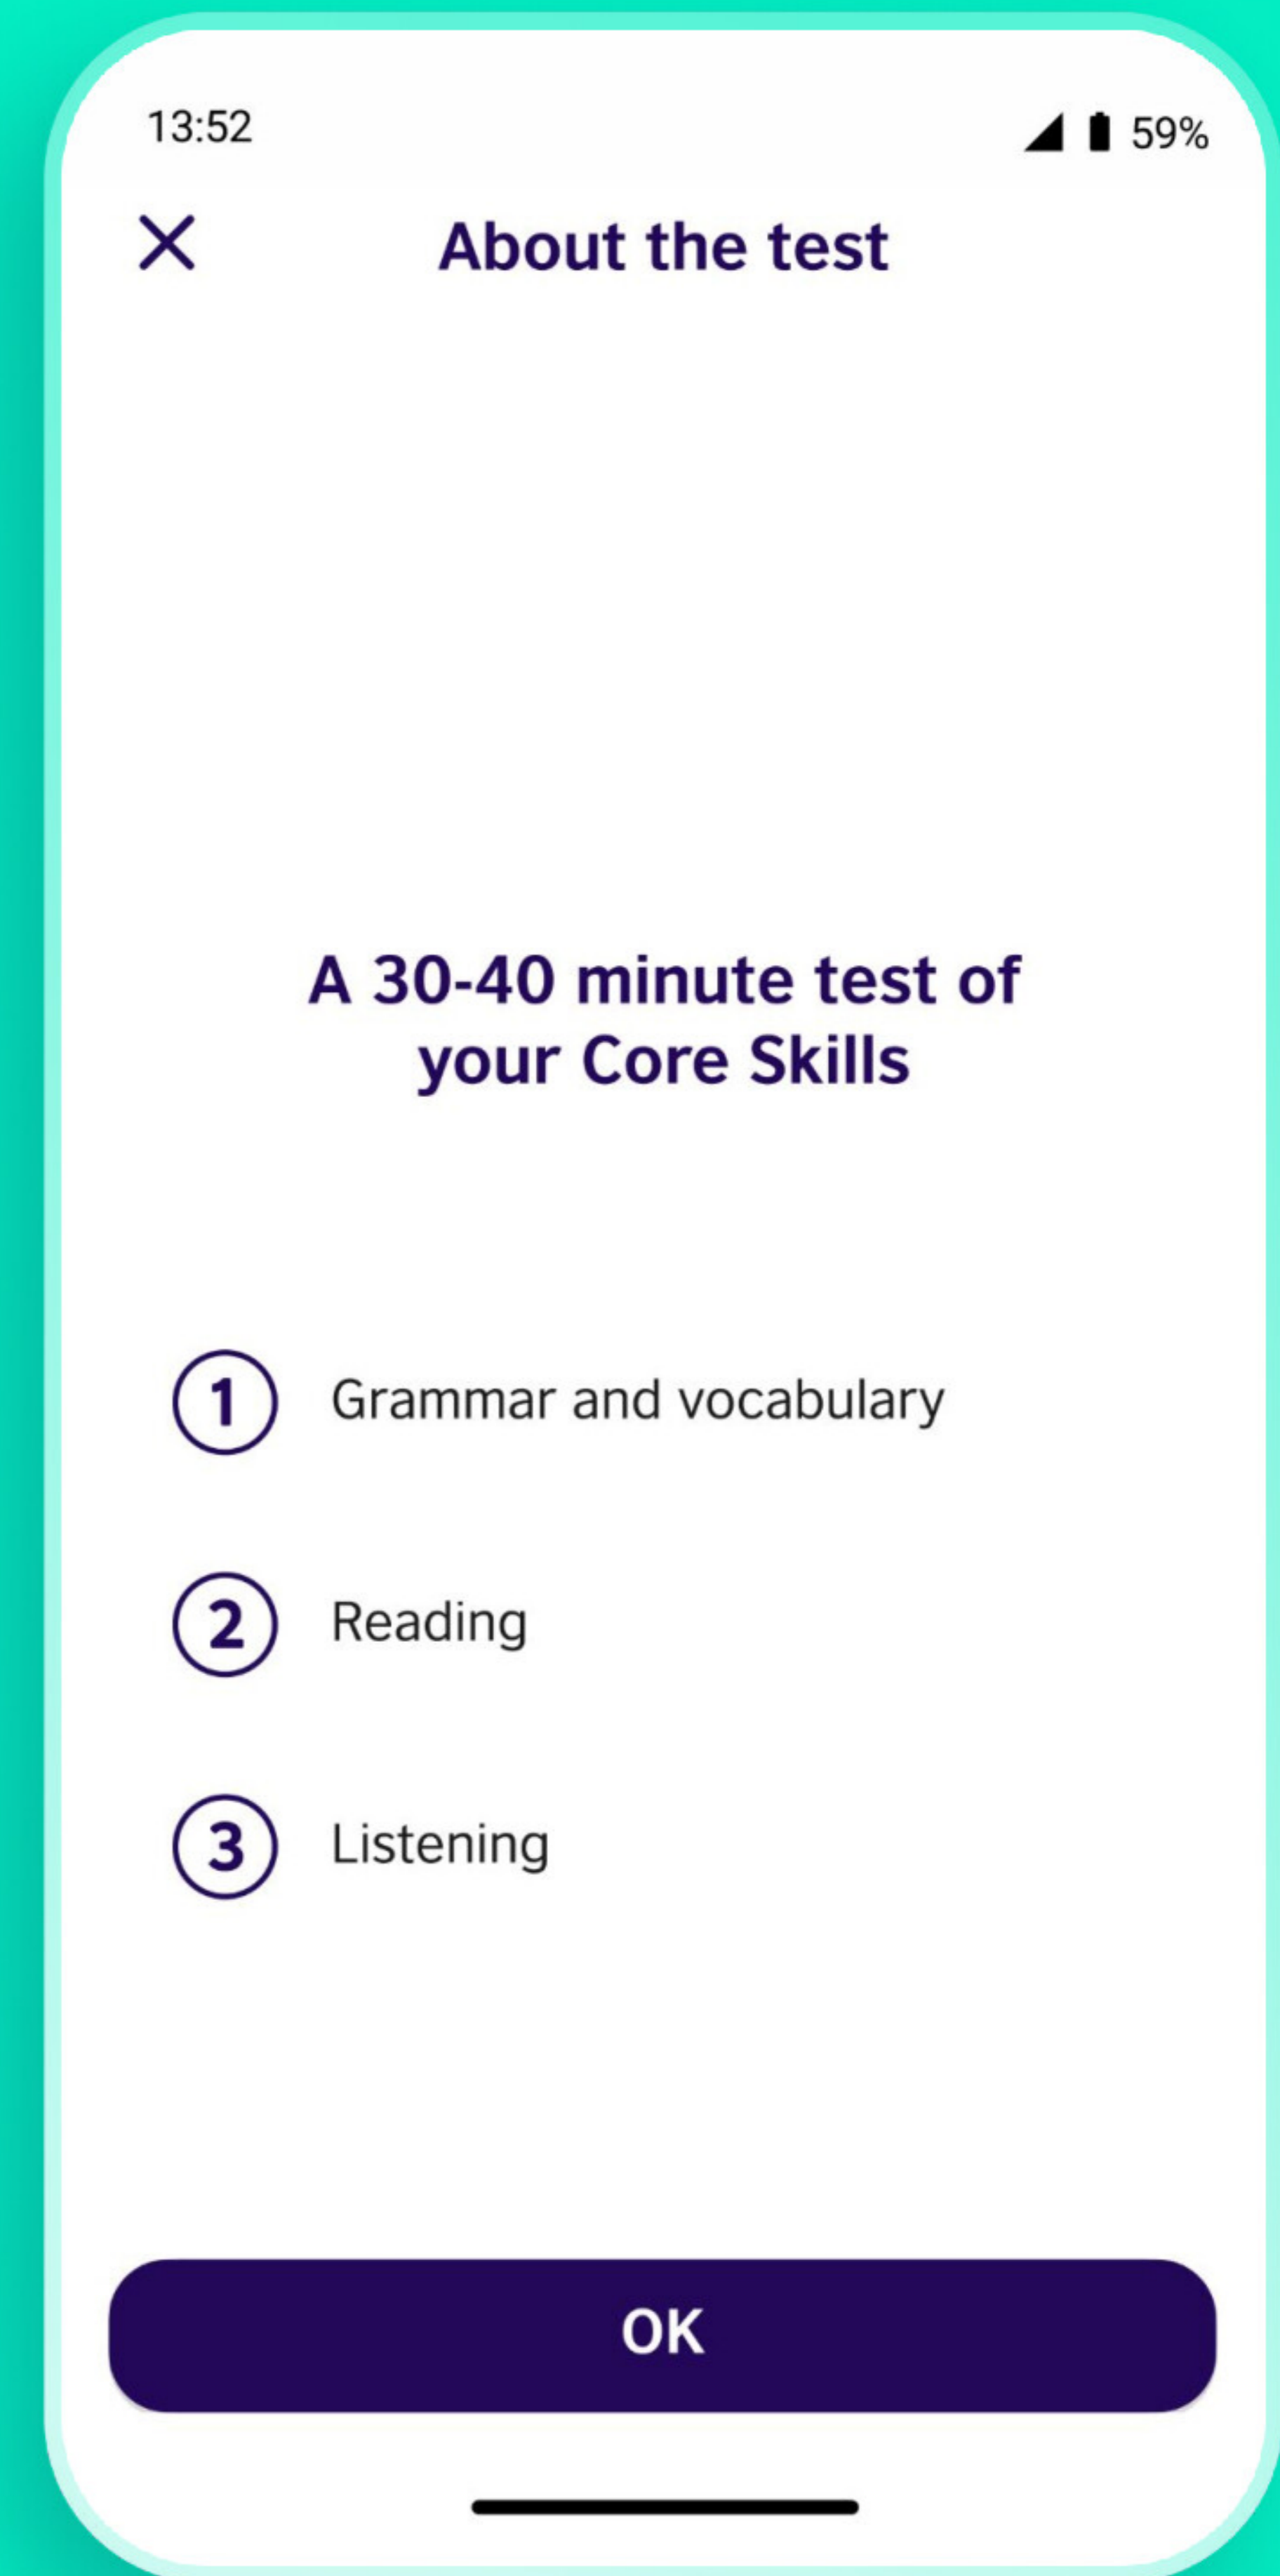 13:52
59%
About the test
A 30-40 minute test of
your Core Skills
1 Grammar and vocabulary
2 Reading
3 Listening
OK